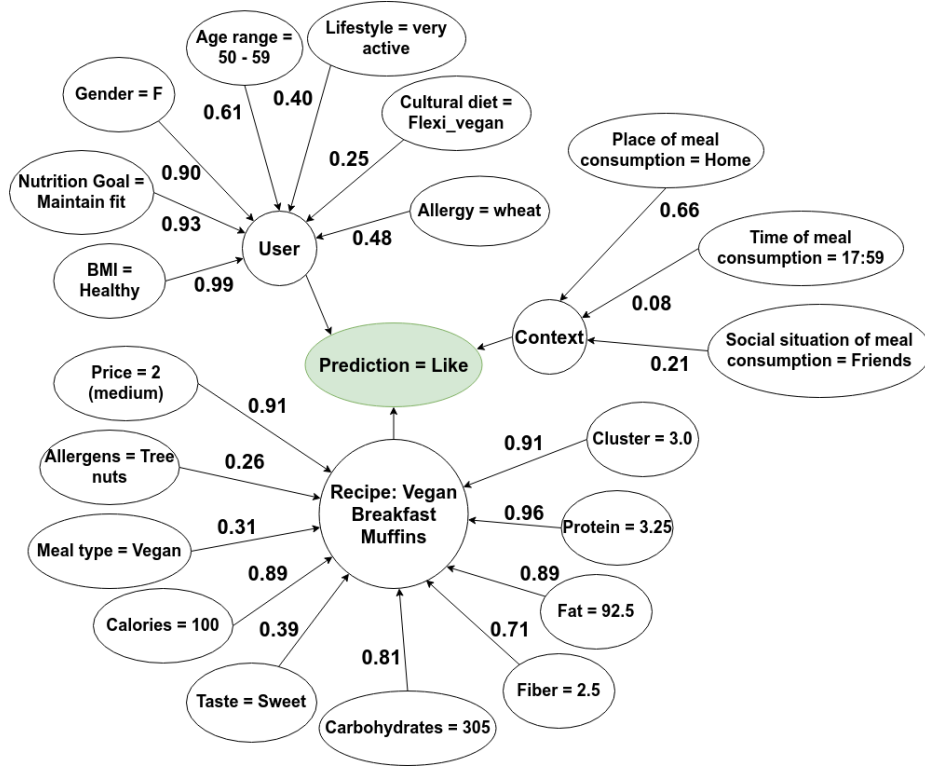 Age range =
50 - 59
Lifestyle = very
active
Gender = F
0.61
0.40
Cultural diet =
Flexi_vegan
Place of meal
consumption = Home
0.90
0.25
Nutrition Goal =
Maintain fit
0.93
Allergy = wheat
0.66
0.48
User
Time of meal
consumption = 17:59
BMI =
Healthy
0.99
0.08
Context
Social situation of meal
consumption = Friends
0.21
Prediction = Like
Price = 2
(medium)
0.91
Allergens = Tree
nuts
0.26
0.91
Cluster = 3.0
Recipe: Vegan
Breakfast
Muffins
Meal type = Vegan
0.31
0.96
Protein = 3.25
0.89
0.89
Calories = 100
Fat = 92.5
0.39
0.71
0.81
Taste = Sweet
Fiber = 2.5
Carbohydrates = 305